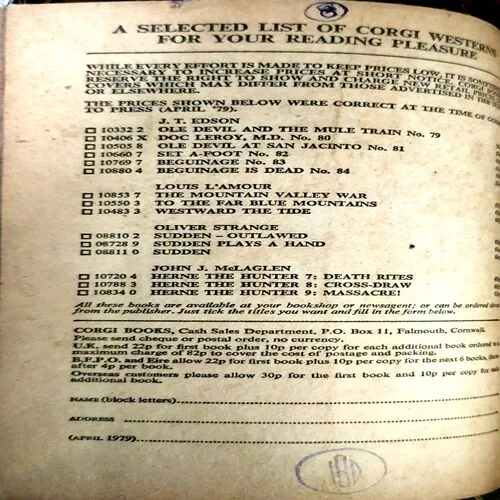 A SELECTED LIST OF CORGI WESTERNS
FOR YOUR READING PLEASURE
WHILE EVERY EFFORT IS MADE TO KEEP PRICES LOW, IT IS
NECESSARY TO INCREASE PRICES AT SHORT NOTICE. CORGI
RESERVE THE RIGHT TO SHOW AND CHARGE NEW RETAIL
COVERS WHICH MAY DIFFER FROM THOSE ADVERTISED IN THE
ELSEWHERE.
THE PRICES SHOWN BELOW WERE CORRECT AT THE TIME OF
TO PRESS (APRIL '79).
J. T. EDSON
□ 10322 2 OLE DEVIL AND THE MULE TRAIN No. 79
□ 10406 X DOC LEROY, M.D. No. 80
□ 10505 8 OLE DEVIL AT SAN JACINTO No. 81
□ 10660 7 SET A-FOOT No. 82
□ 10769 7 BEGUINAGE No. 83
□ 10880 4 BEGUINAGE IS DEAD No. 84
LOUIS L'AMOUR
□ 10853 7 THE MOUNTAIN VALLEY WAR
□ 10550 3 TO THE FAR BLUE MOUNTAINS
□ 10483 3 WESTWARD THE TIDE
OLIVER STRANGE
□ 08810 2 SUDDEN – OUTLAWED
□ 08728 9 SUDDEN PLAYS A HAND
□ 08811 0 SUDDEN
JOHN J. McLAGLEN
□ 10720 4 HERNE THE HUNTER 7: DEATH RITES
□ 10788 3 HERNE THE HUNTER 8: CROSS-DRAW
□ 10834 0 HERNE THE HUNTER 9: MASSACRE!
All these books are available at your bookshop or newsagent; or can be ordered
from the publisher. Just tick the titles you want and fill in the form below.
CORGI BOOKS, Cash Sales Department, P.O. Box 11, Falmouth, Cornwall.
Please send cheque or postal order, no currency.
U.K. send 22p for first book plus 10p per copy for each additional book ordered to a
maximum charge of 82p to cover the cost of postage and packing.
B.F.P.O. and Eire allow 22p for first book plus 10p per copy for the next 6 books,
after 4p per book.
Overseas customers please allow 30p for the first book and 10p per copy for each
additional book.
NAME (block letters)
ADDRESS
(APRIL 1979)